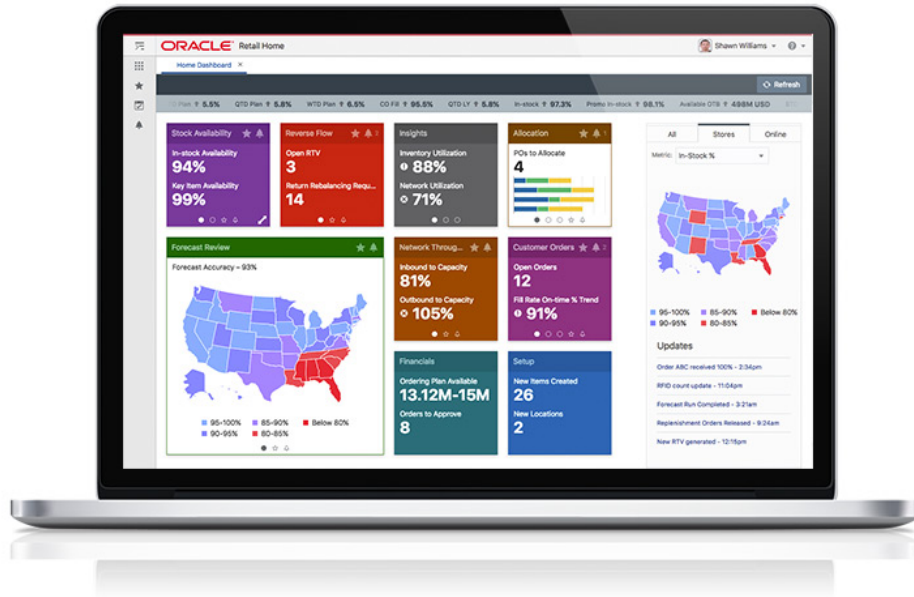 ORACLE Retail Home
Shawn Williams
Home Dashboard ×
Refresh
Plan ↑ 5.5% QTD Plan ↑ 5.8% WTD Plan ↑ 6.5% CO Fill ↑ 95.5% QTD LY ↑ 5.8% In-stock ↑ 97.3% Promo In-stock ↑ 98.1% Available OTB ↑ 498M USD
Stock Availability
In-stock Availability
94%
Key Item Availability
99%
Reverse Flow
Open RTV
3
Return Rebalancing Requ...
14
Insights
Inventory Utilization
88%
Network Utilization
71%
Allocation
POs to Allocate
4
Forecast Review
Forecast Accuracy - 93%
95-100% 85-90% Below 80%
90-95% 80-85%
Network Throug...
Inbound to Capacity
81%
Outbound to Capacity
105%
Customer Orders 2
Open Orders
12
Fill Rate On-time % Trend
91%
Financials
Ordering Plan Available
13.12M-15M
Orders to Approve
8
Setup
New Items Created
26
New Locations
2
All Stores Online
Metric: In-Stock %
95-100% 85-90% Below 80%
90-95% 80-85%
Updates
Order ABC received 100% - 2:34pm
RFID count update - 11:04pm
Forecast Run Completed - 3:21am
Replenishment Orders Released - 9:24am
New RTV generated - 12:15pm